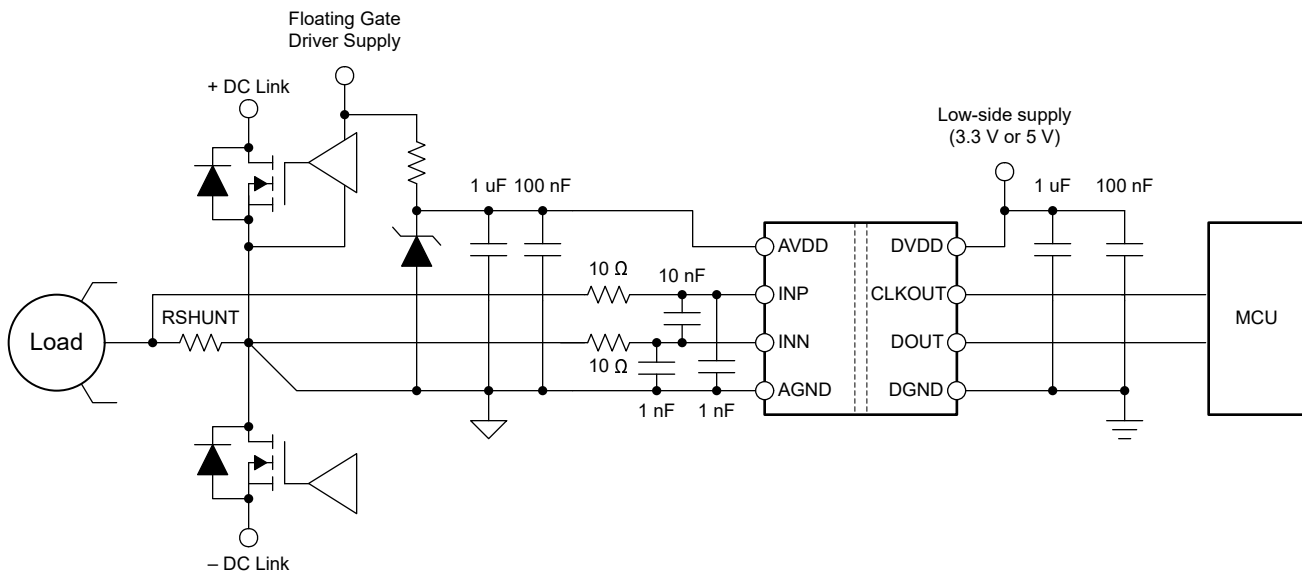 Floating Gate
Driver Supply
+ DC Link
Low-side supply
(3.3 V or 5 V)
1 uF
100 nF
1 uF
100 nF
AVDD
DVDD
10 Ω
10 nF
INP
CLKOUT
RSHUNT
Load
MCU
INN
DOUT
10 Ω
AGND
DGND
1 nF
1 nF
– DC Link